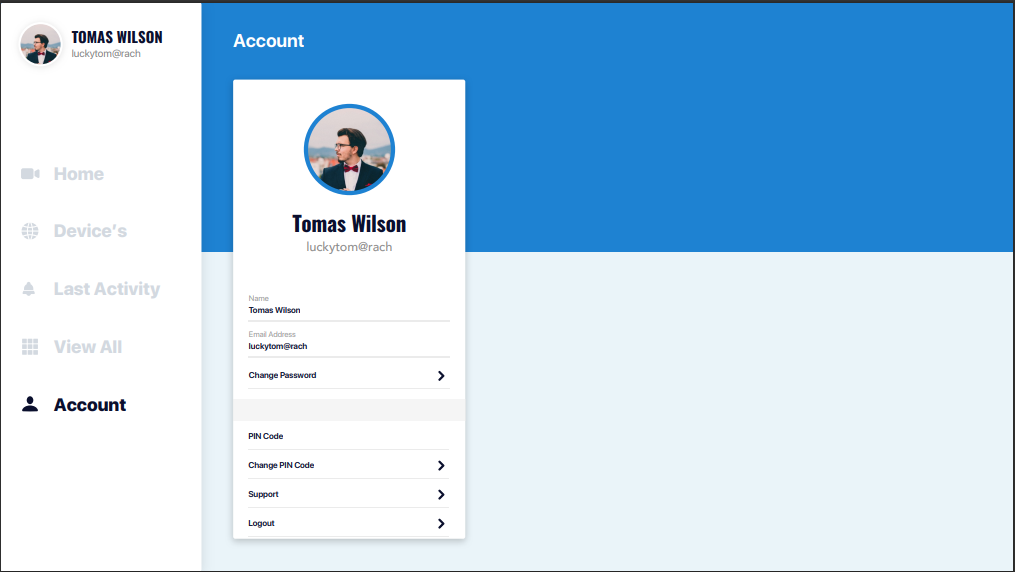 TOMAS WILSON
luckytom@rach
Home
Device's
Last Activity
View All
Account
Account
Tomas Wilson
luckytom@rach
Name
Tomas Wilson
Email Address
luckytom@rach
Change Password
PIN Code
Change PIN Code
Support
Logout